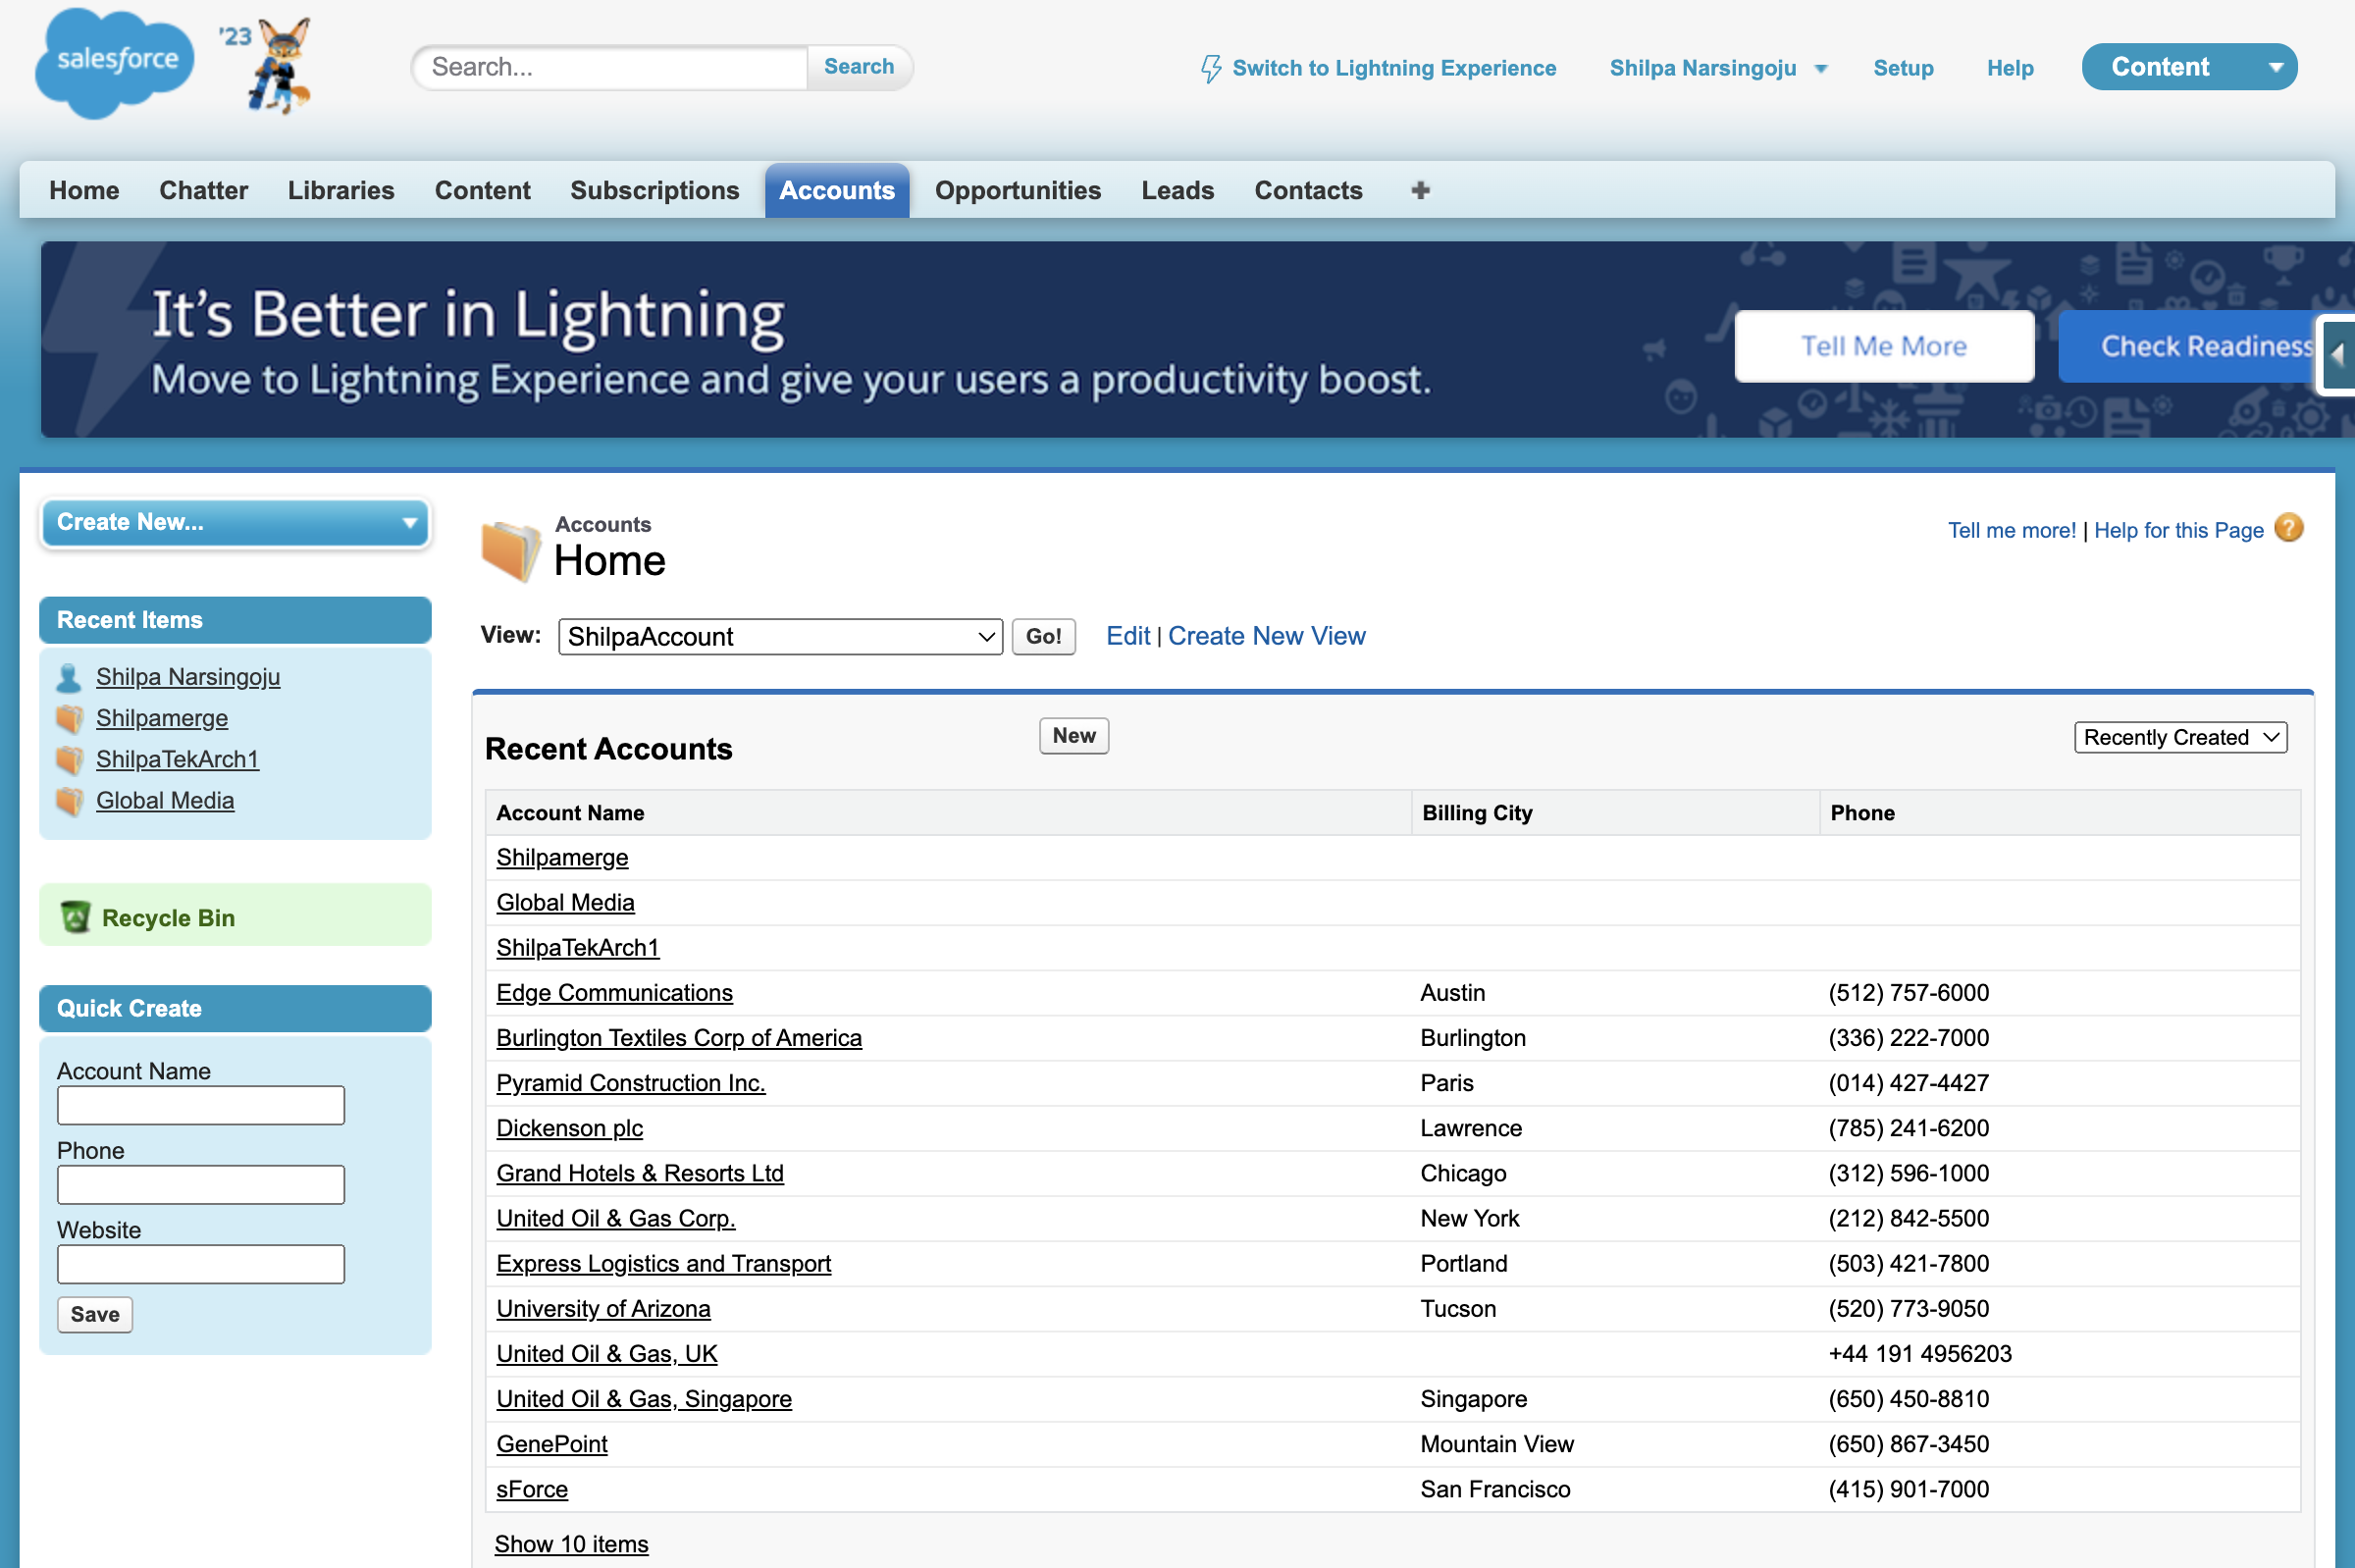 salesforce
'23
Search...
Search
Switch to Lightning Experience
Shilpa Narsingoju
Setup
Help
Content
Home
Chatter
Libraries
Content
Subscriptions
Accounts
Opportunities
Leads
Contacts
+
It's Better in Lightning
Move to Lightning Experience and give your users a productivity boost.
Tell Me More
Check Readiness
Create New...
Recent Items
Shilpa Narsingoju
Shilpamerge
ShilpaTekArch1
Global Media
Recycle Bin
Quick Create
Account Name
Phone
Website
Save
Accounts
Home
Tell me more! | Help for this Page ?
View: ShilpaAccount Go! Edit | Create New View
Recent Accounts New Recently Created
Account Name Billing City Phone
Shilpamerge
Global Media
ShilpaTekArch1
Edge Communications Austin (512) 757-6000
Burlington Textiles Corp of America Burlington (336) 222-7000
Pyramid Construction Inc. Paris (014) 427-4427
Dickenson plc Lawrence (785) 241-6200
Grand Hotels & Resorts Ltd Chicago (312) 596-1000
United Oil & Gas Corp. New York (212) 842-5500
Express Logistics and Transport Portland (503) 421-7800
University of Arizona Tucson (520) 773-9050
United Oil & Gas, UK +44 191 4956203
United Oil & Gas, Singapore Singapore (650) 450-8810
GenePoint Mountain View (650) 867-3450
sForce San Francisco (415) 901-7000
Show 10 items